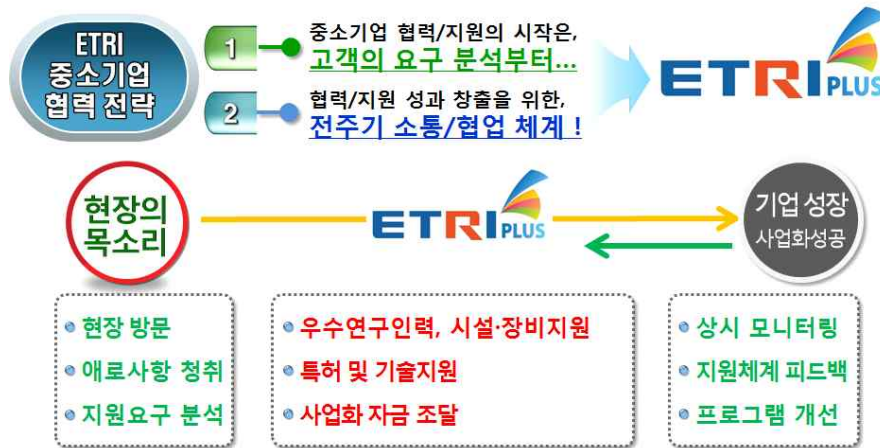 ETRI
중소기업
협력 전략
1
중소기업 협력/지원의 시작은,
고객의 요구 분석부터...
2
협력/지원 성과 창출을 위한,
전주기 소통/협업 체계 !
ETRI PLUS
현장의
목소리
ETRI PLUS
기업 성장
사업화성공
현장 방문
애로사항 청취
지원요구 분석
우수연구인력, 시설·장비지원
특허 및 기술지원
사업화 자금 조달
상시 모니터링
지원체계 피드백
프로그램 개선